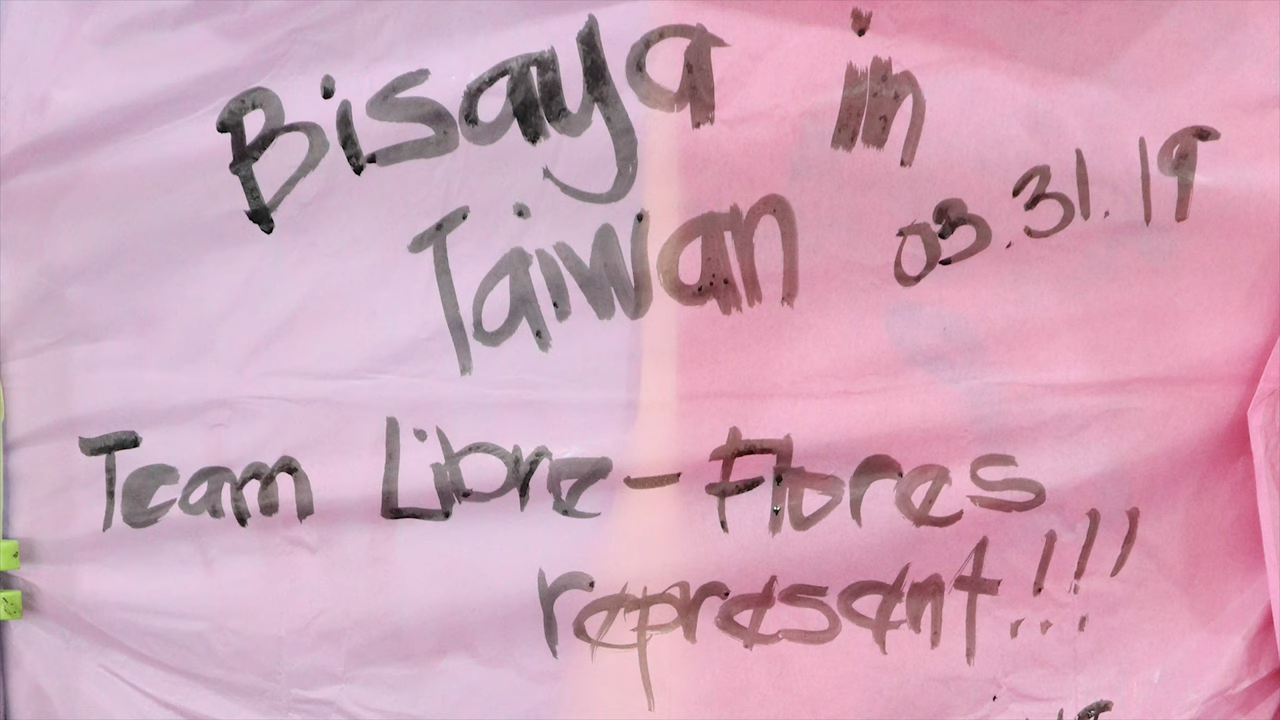 Bisaya in
Taiwan 03.31.19
Team Libre-Flores
represent!!!